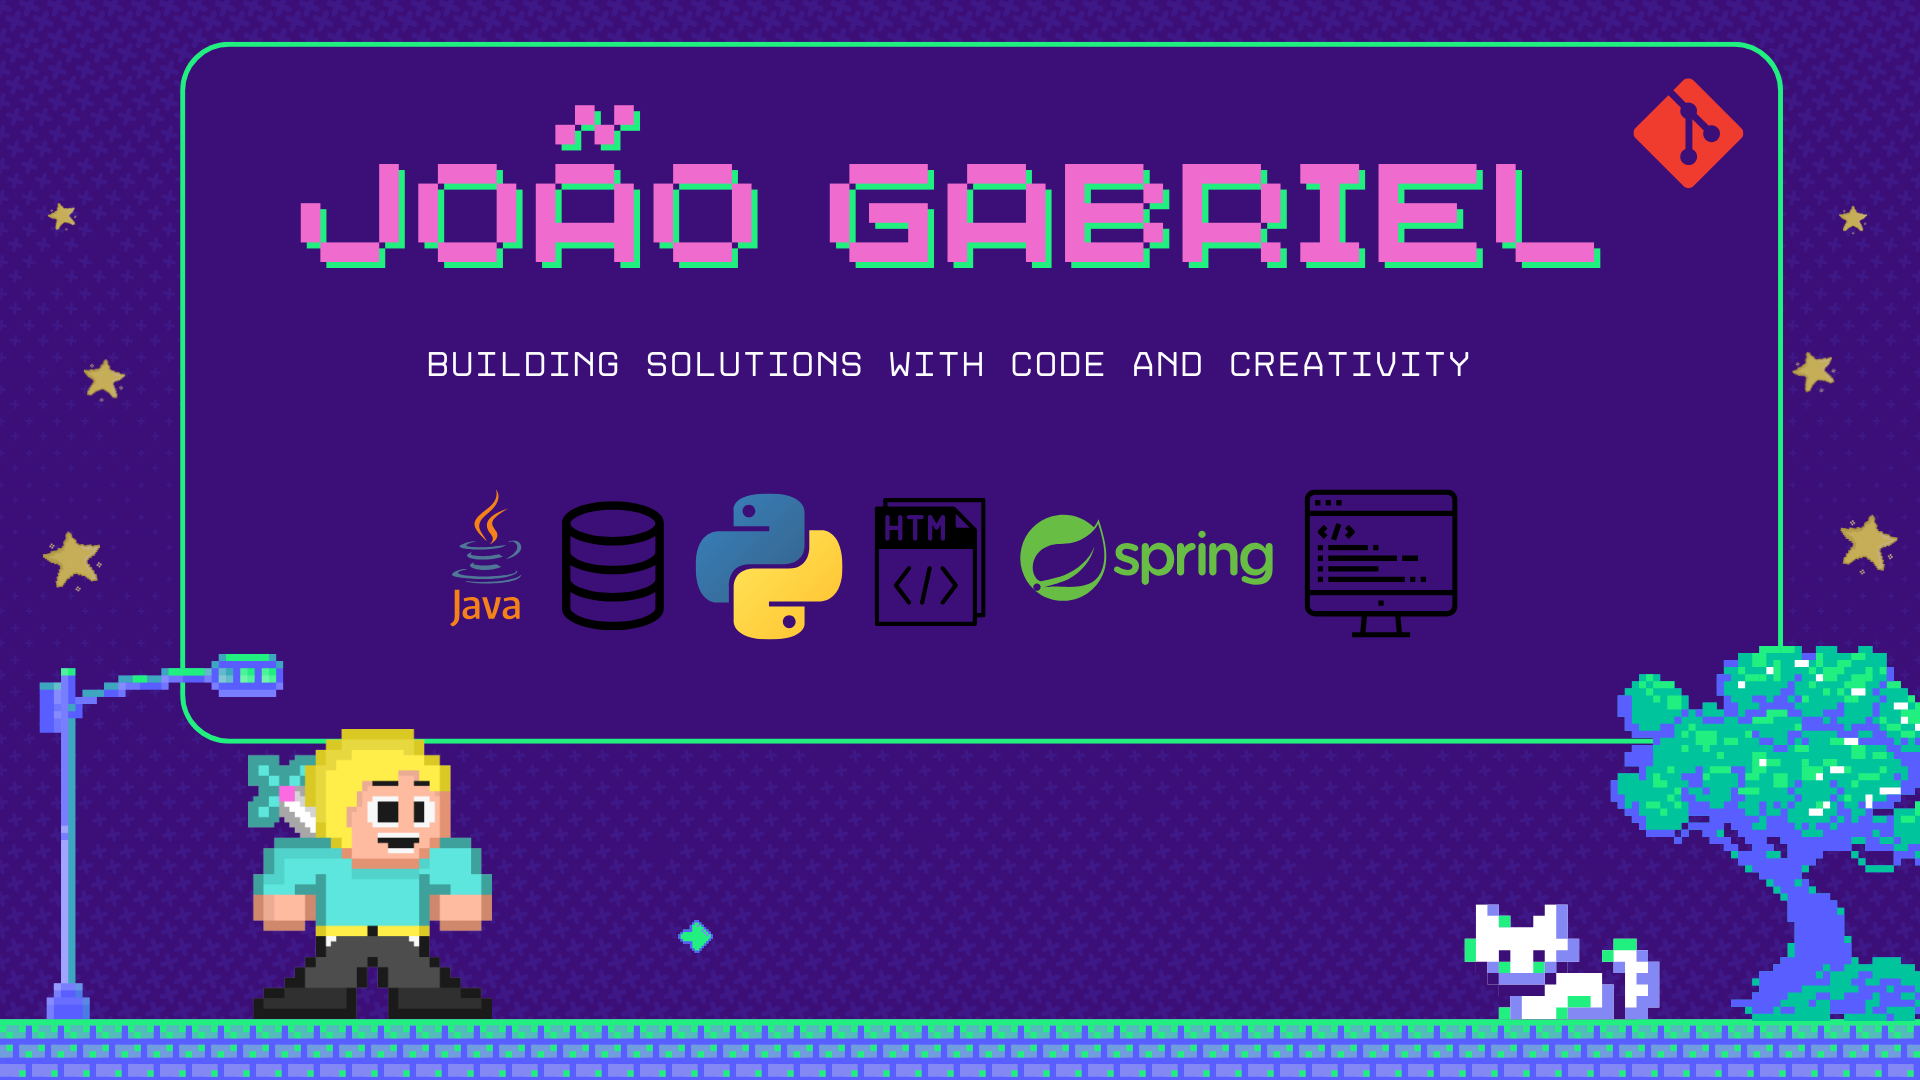 JOÃO GABRIEL
BUILDING SOLUTIONS WITH CODE AND CREATIVITY
Java
HTM
</>
spring
</>